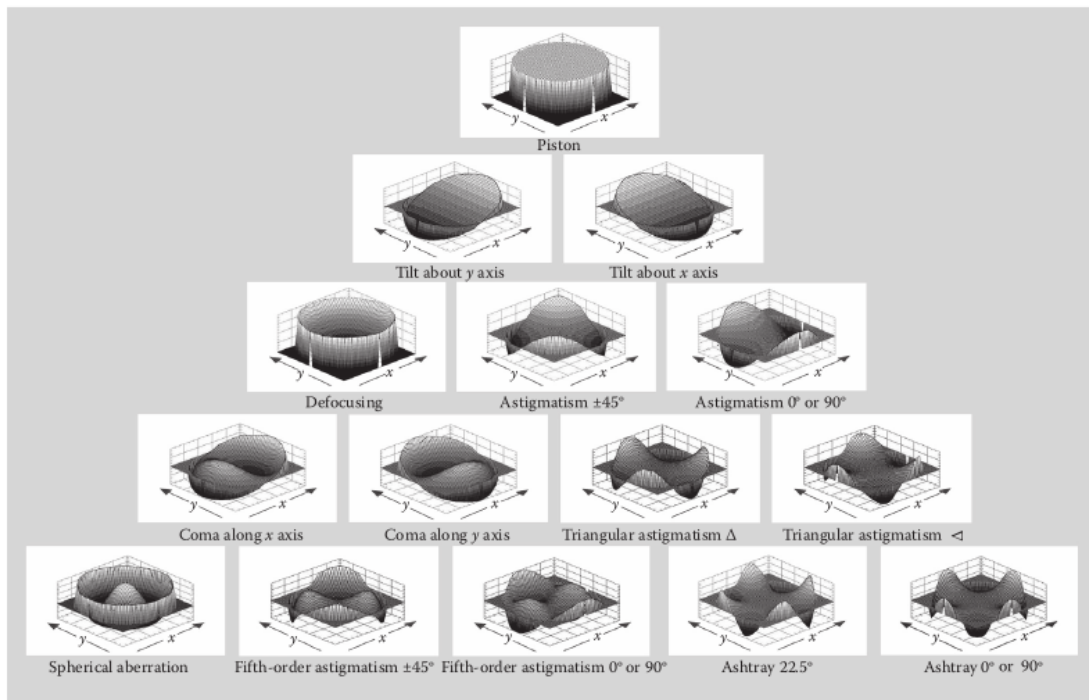 y x
Piston
y x y x
Tilt about y axis Tilt about x axis
y x y x y x
Defocusing Astigmatism ±45° Astigmatism 0° or 90°
y x y x y x y x
Coma along x axis Coma along y axis Triangular astigmatism Δ Triangular astigmatism ⊲
y x y x y x y x y x
Spherical aberration Fifth-order astigmatism ±45° Fifth-order astigmatism 0° or 90° Ashtray 22.5° Ashtray 0° or 90°